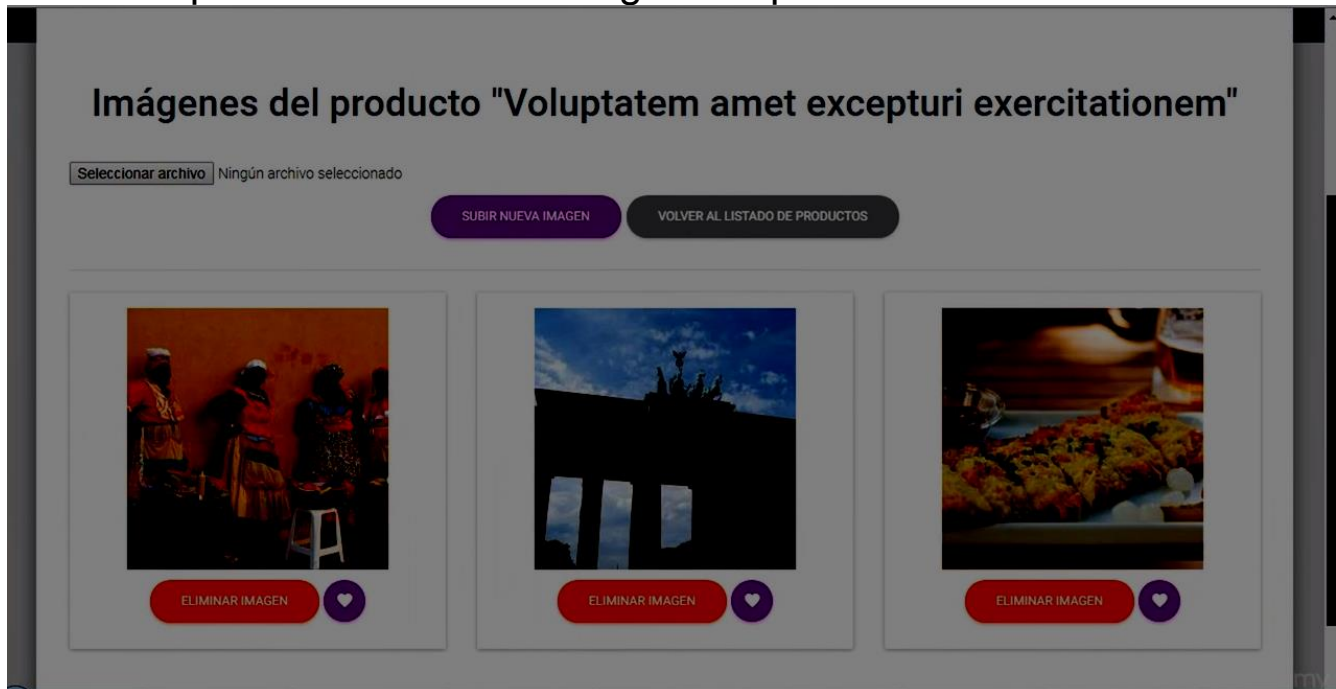 Imágenes del producto "Voluptatem amet excepturi exercitationem"
Seleccionar archivo Ningún archivo seleccionado
SUBIR NUEVA IMAGEN VOLVER AL LISTADO DE PRODUCTOS
ELIMINAR IMAGEN ELIMINAR IMAGEN ELIMINAR IMAGEN